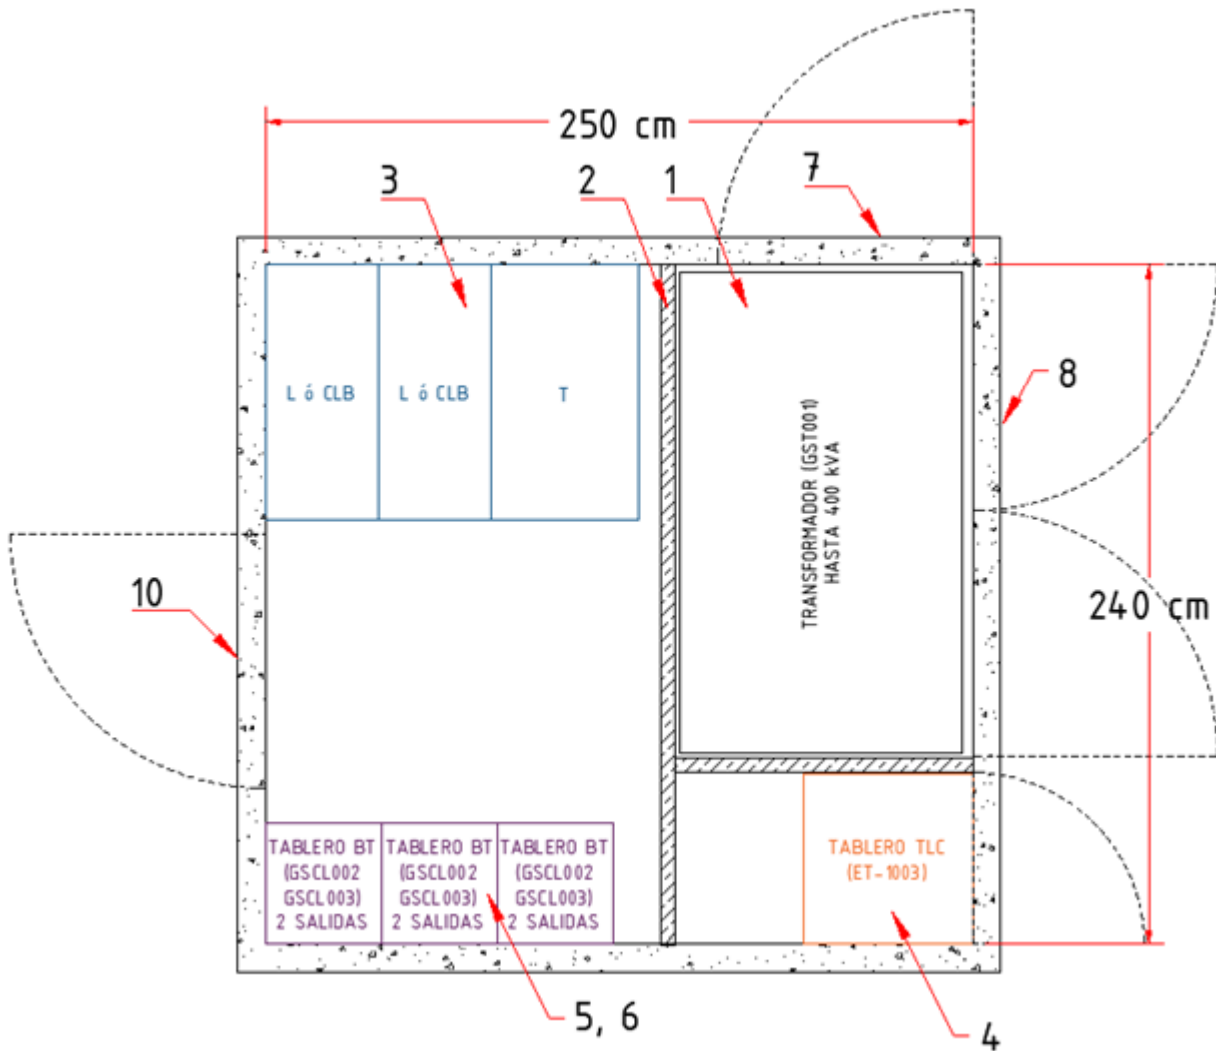 250 cm
3
2
1
7
8
L ó CLB
L ó CLB
T
TRANSFORMADOR (GST001)
HASTA 400 kVA
10
240 cm
TABLERO BT
(GSCL002
GSCL003)
2 SALIDAS
TABLERO BT
(GSCL002
GSCL003)
2 SALIDAS
TABLERO BT
(GSCL002
GSCL003)
2 SALIDAS
TABLERO TLC
(ET-1003)
5, 6
4